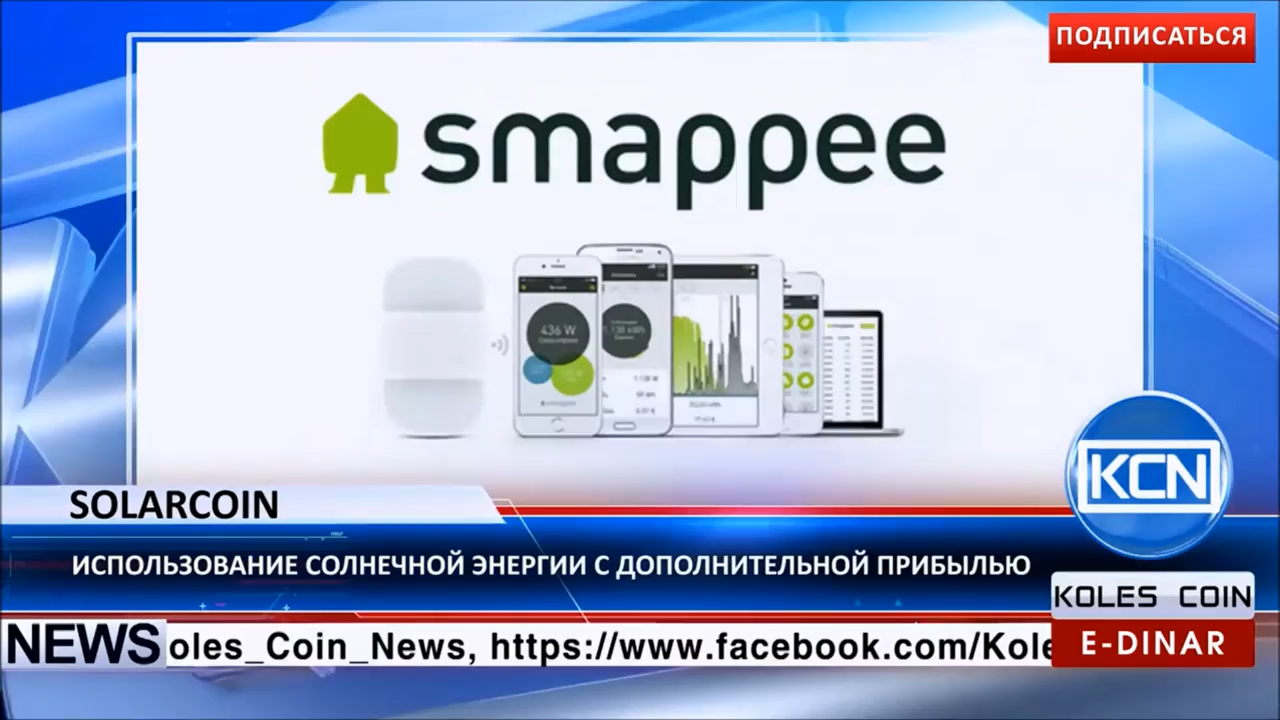 ПОДПИСАТЬСЯ
smappee
436 W
SOLARCOIN
ИСПОЛЬЗОВАНИЕ СОЛНЕЧНОЙ ЭНЕРГИИ С ДОПОЛНИТЕЛЬНОЙ ПРИБЫЛЬЮ
KCN
KOLES COIN
NEWS oles_Coin_News, https://www.facebook.com/Kole
E-DINAR